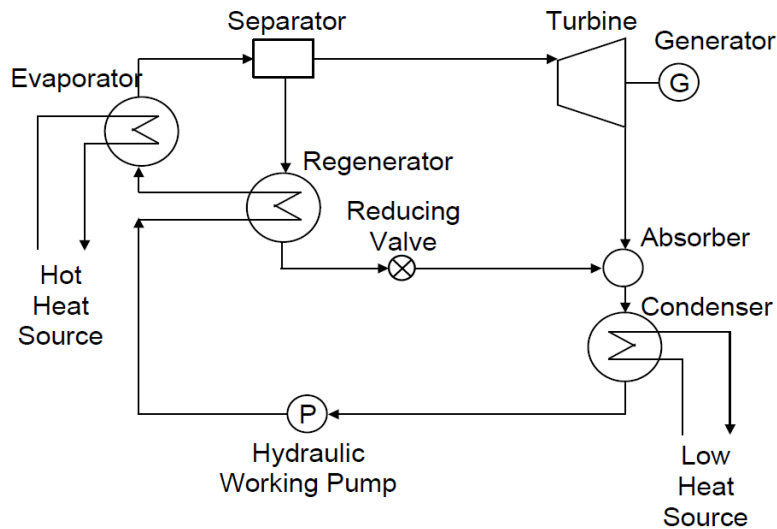 Separator
Turbine
Generator
Evaporator
G
Regenerator
Reducing
Valve
Absorber
Hot
Heat
Source
Condenser
P
Hydraulic
Working Pump
Low
Heat
Source